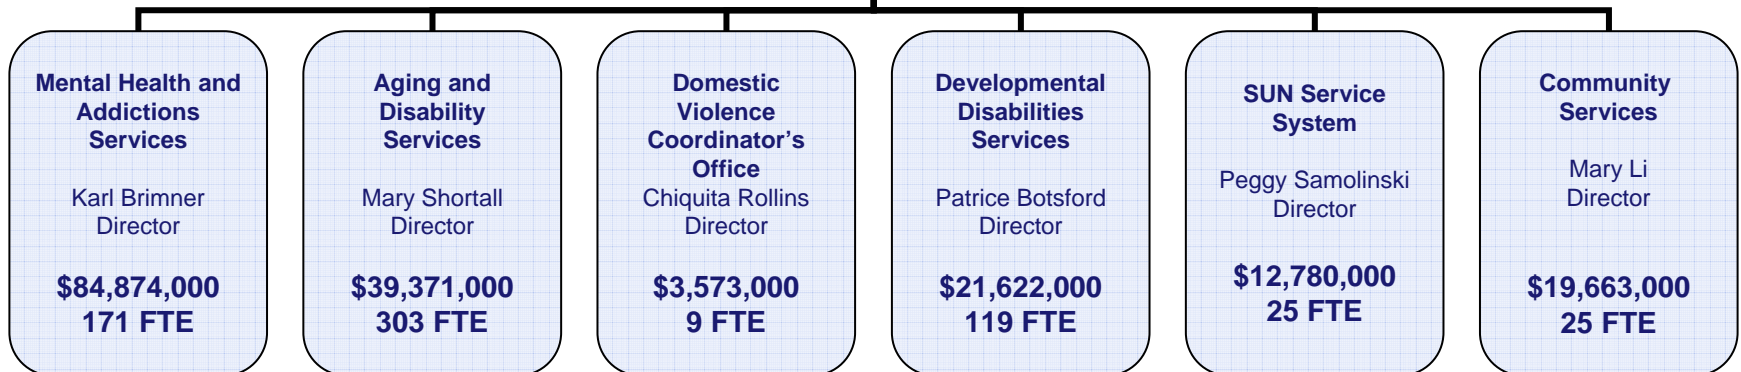 Mental Health and
Addictions
Services
Karl Brimner
Director
$84,874,000
171 FTE
Aging and
Disability
Services
Mary Shortall
Director
$39,371,000
303 FTE
Domestic
Violence
Coordinator's
Office
Chiquita Rollins
Director
$3,573,000
9 FTE
Developmental
Disabilities
Services
Patrice Botsford
Director
$21,622,000
119 FTE
SUN Service
System
Peggy Samolinski
Director
$12,780,000
25 FTE
Community
Services
Mary Li
Director
$19,663,000
25 FTE